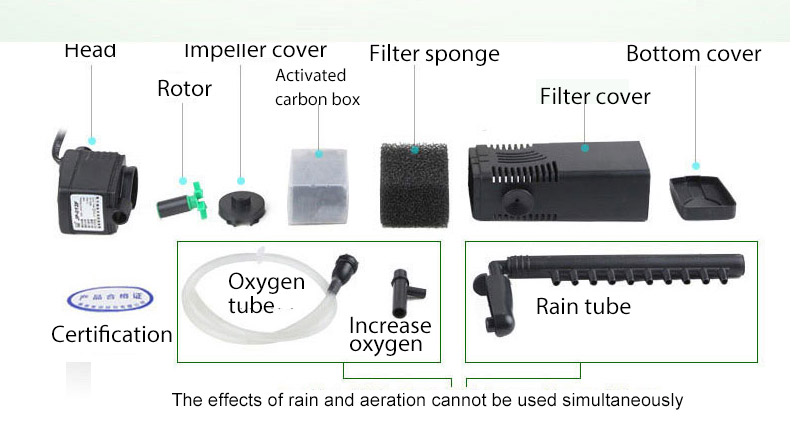 Head
Impeller cover
Filter sponge
Bottom cover
Activated
carbon box
Rotor
Filter cover
Oxygen
tube
Increase
oxygen
Rain tube
产品合格证
Certification
The effects of rain and aeration cannot be used simultaneously